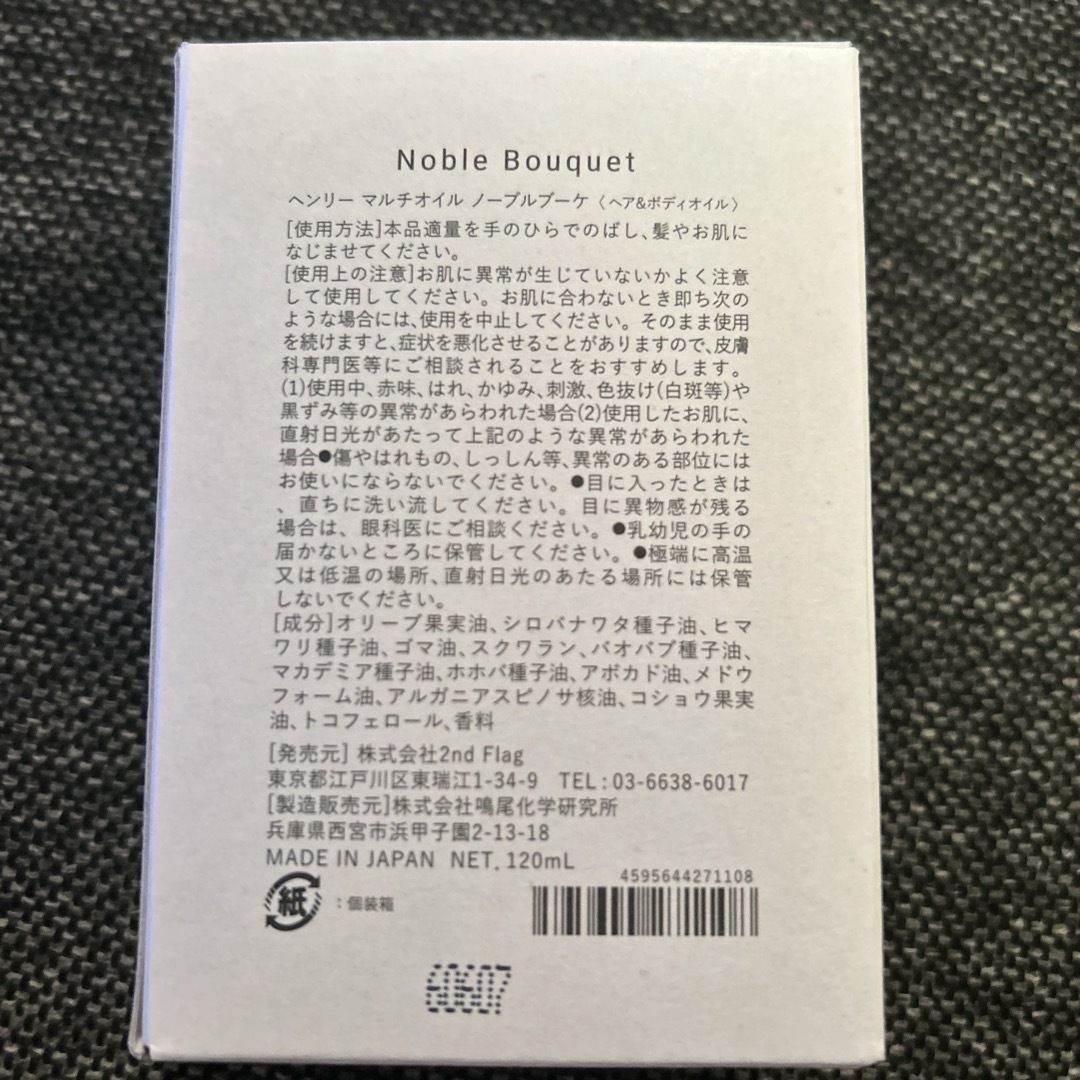 Noble Bouquet
ヘンリー マルチオイル ノーブルブーケ〈ヘア&ボディオイル〉
[使用方法]本品適量を手のひらでのばし、髪やお肌に
なじませてください。
[使用上の注意]お肌に異常が生じていないかよく注意
して使用してください。お肌に合わないとき即ち次の
ような場合には、使用を中止してください。そのまま使用
を続けますと、症状を悪化させることがありますので、皮膚
科専門医等にご相談されることをおすすめします。
(1)使用中、赤味、はれ、かゆみ、刺激、色抜け(白斑等)や
黒ずみ等の異常があらわれた場合(2)使用したお肌に、
直射日光があたって上記のような異常があらわれた
場合●傷やはれもの、しっしん等、異常のある部位には
お使いにならないでください。●目に入ったときは
、直ちに洗い流してください。目に異物感が残る
場合は、眼科医にご相談ください。●乳幼児の手の
届かないところに保管してください。●極端に高温
又は低温の場所、直射日光のあたる場所には保管
しないでください。
[成分]オリーブ果実油、シロバナワタ種子油、ヒマ
ワリ種子油、ゴマ油、スクワラン、バオバブ種子油、
マカデミア種子油、ホホバ種子油、アボカド油、メドウ
フォーム油、アルガニアスピノサ核油、コショウ果実
油、トコフェロール、香料
[発売元] 株式会社2nd Flag
東京都江戸川区東瑞江1-34-9 TEL:03-6638-6017
[製造販売元]株式会社鳴尾化学研究所
兵庫県西宮市浜甲子園2-13-18
MADE IN JAPAN NET. 120mL
4595644271108
紙 :個装箱
60607